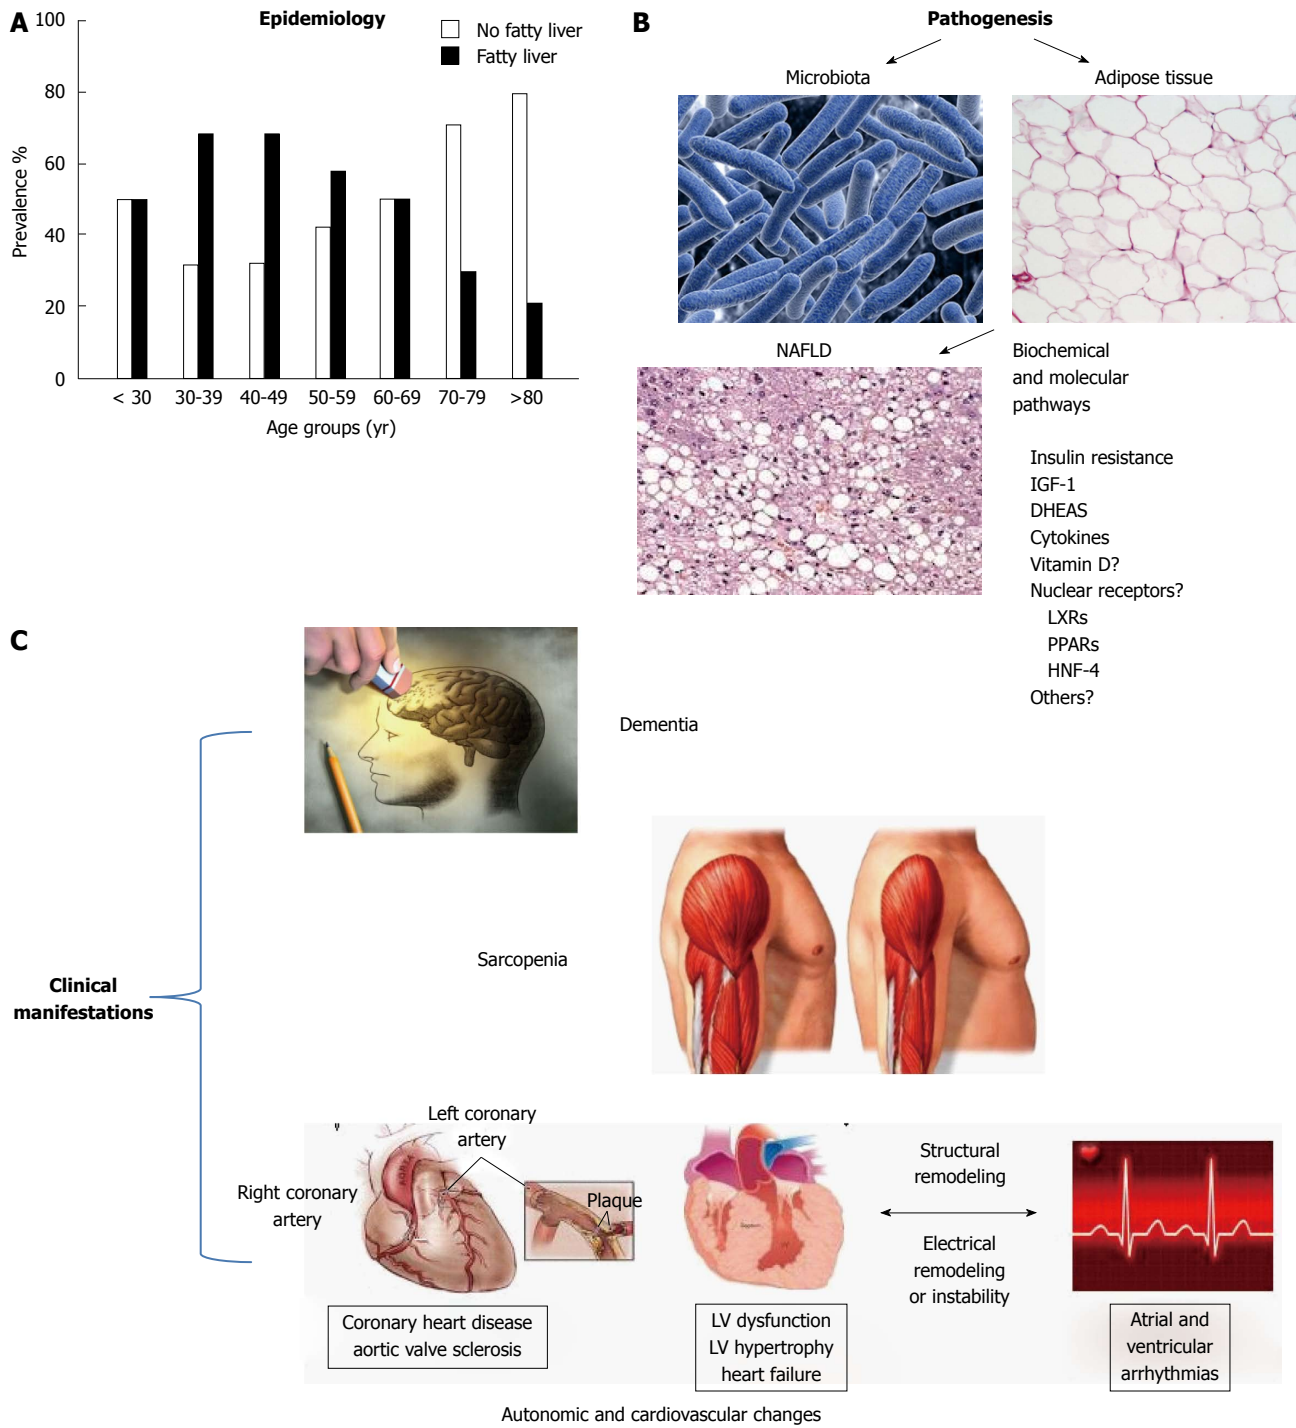 A
Epidemiology
No fatty liver
Fatty liver
Prevalence %
100
80
60
40
20
0
< 30 30-39 40-49 50-59 60-69 70-79 >80
Age groups (yr)
B
Pathogenesis
Microbiota
Adipose tissue
NAFLD
Biochemical
and molecular
pathways
Insulin resistance
IGF-1
DHEAS
Cytokines
Vitamin D?
Nuclear receptors?
LXRs
PPARs
HNF-4
Others?
C
Clinical
manifestations
Dementia
Sarcopenia
Left coronary
artery
Right coronary
artery
AORTA
Plaque
Septum
LV
Structural
remodeling
Electrical
remodeling
or instability
Coronary heart disease
aortic valve sclerosis
LV dysfunction
LV hypertrophy
heart failure
Atrial and
ventricular
arrhythmias
Autonomic and cardiovascular changes